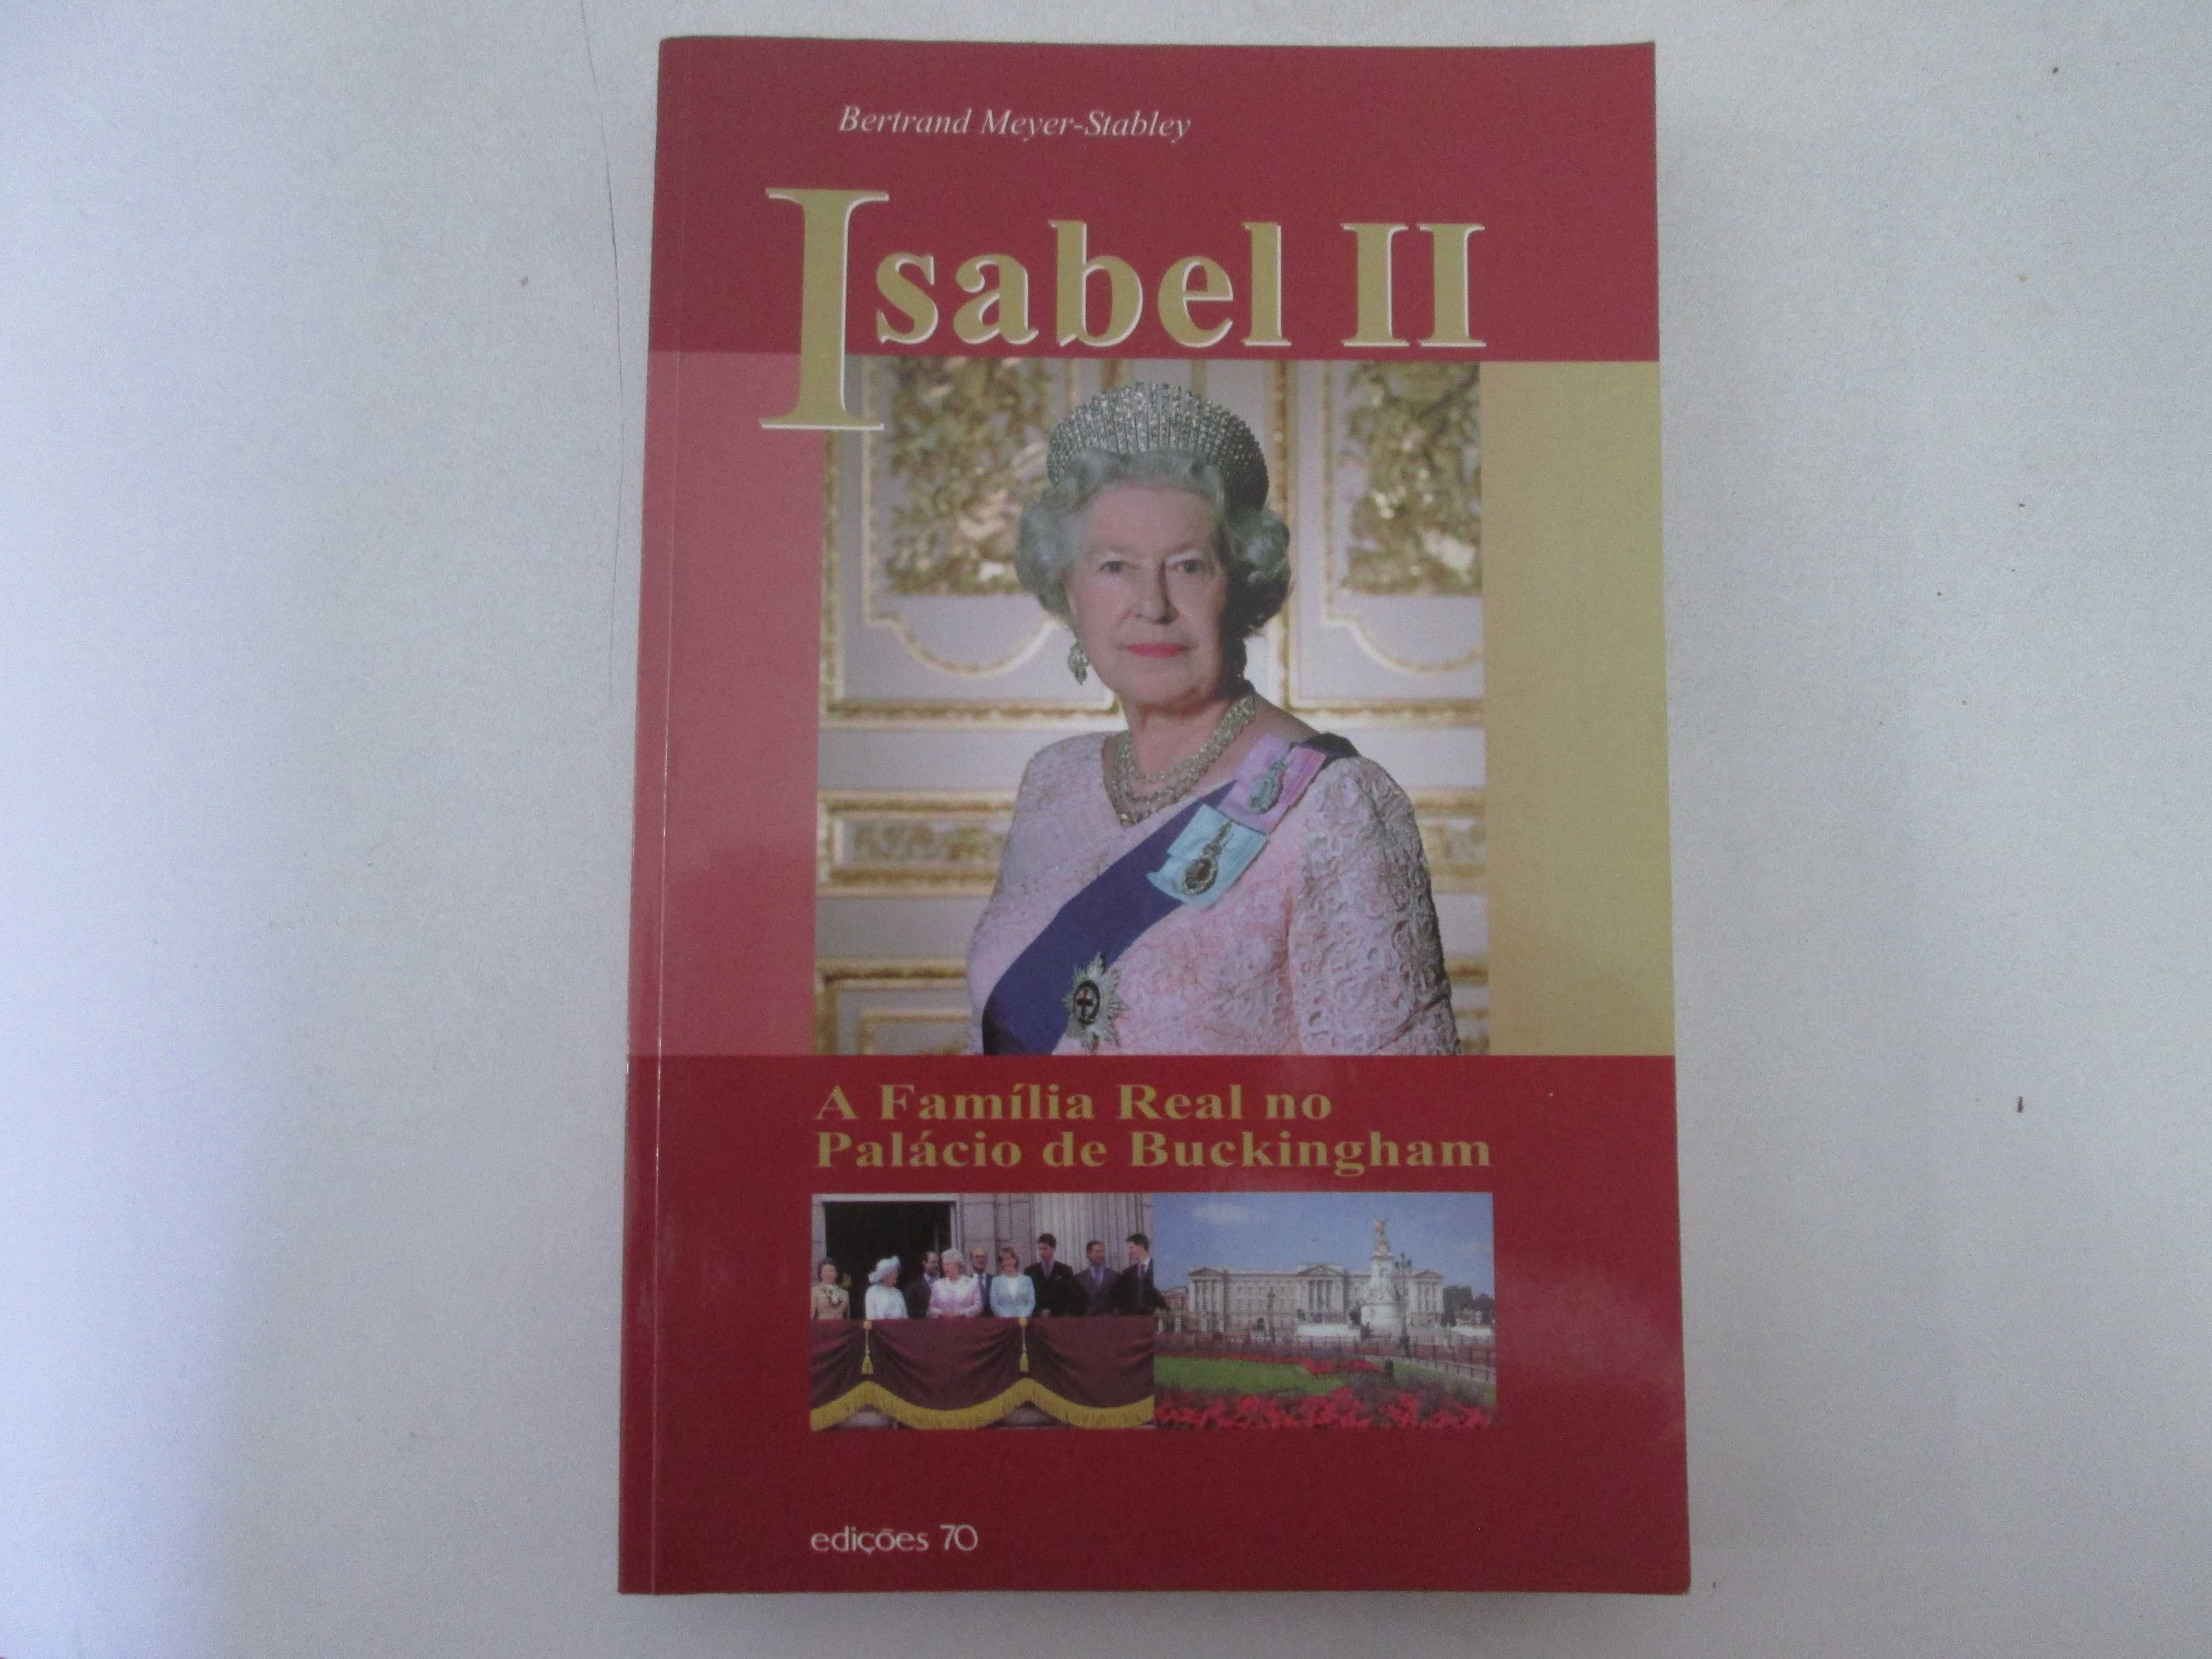 Bertrand Meyer-Stabley
Isabel II
A Família Real no
Palácio de Buckingham
edições 70